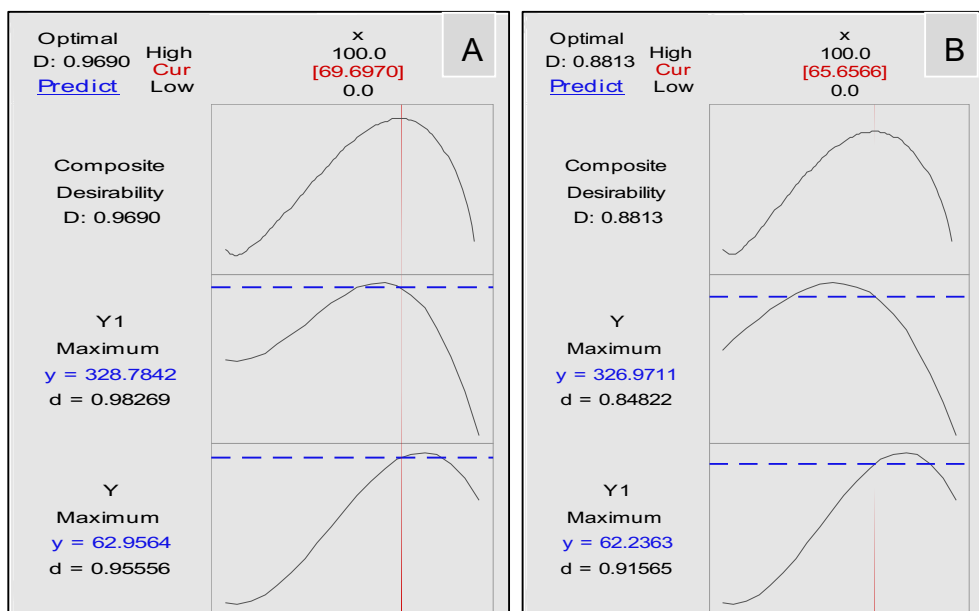 Optimal
D: 0.9690
Predict
High
Cur
Low
x
100.0
[69.6970]
0.0
A
Composite
Desirability
D: 0.9690
Y1
Maximum
y = 328.7842
d = 0.98269
Y
Maximum
y = 62.9564
d = 0.95556
Optimal
D: 0.8813
Predict
High
Cur
Low
x
100.0
[65.6566]
0.0
B
Composite
Desirability
D: 0.8813
Y
Maximum
y = 326.9711
d = 0.84822
Y1
Maximum
y = 62.2363
d = 0.91565